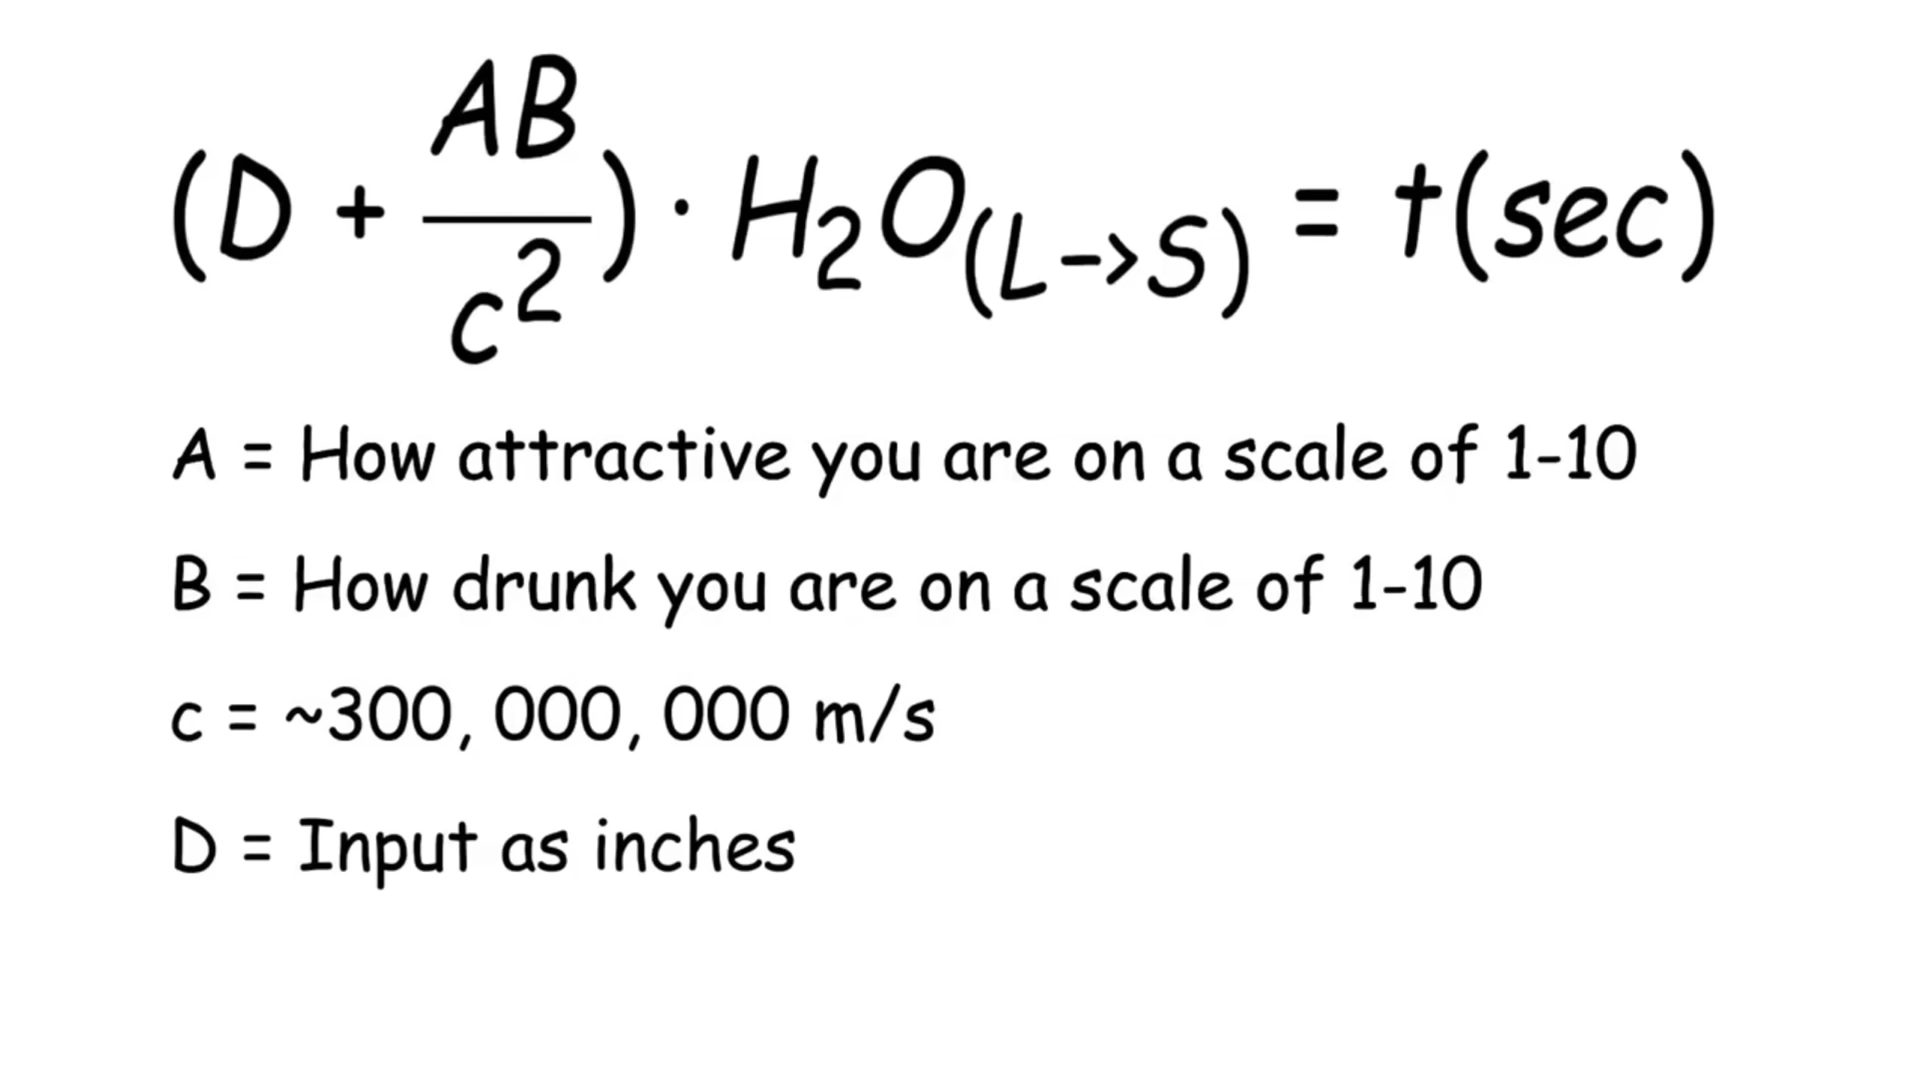 (D + AB/c²) · H₂O(L->S) = t(sec)
A = How attractive you are on a scale of 1-10
B = How drunk you are on a scale of 1-10
c = ~300, 000, 000 m/s
D = Input as inches